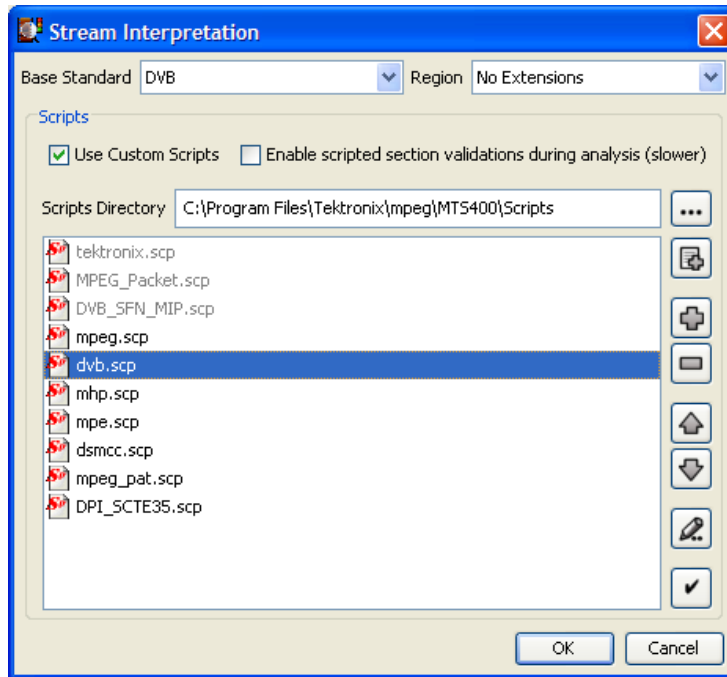 Stream Interpretation
Base Standard DVB Region No Extensions
Scripts
Use Custom Scripts Enable scripted section validations during analysis (slower)
Scripts Directory C:\Program Files\Tektronix\mpeg\MTS400\Scripts ...
tektronix.scp
MPEG_Packet.scp
DVB_SFN_MIP.scp
mpeg.scp
dvb.scp
mhp.scp
mpe.scp
dsmcc.scp
mpeg_pat.scp
DPI_SCTE35.scp
OK Cancel